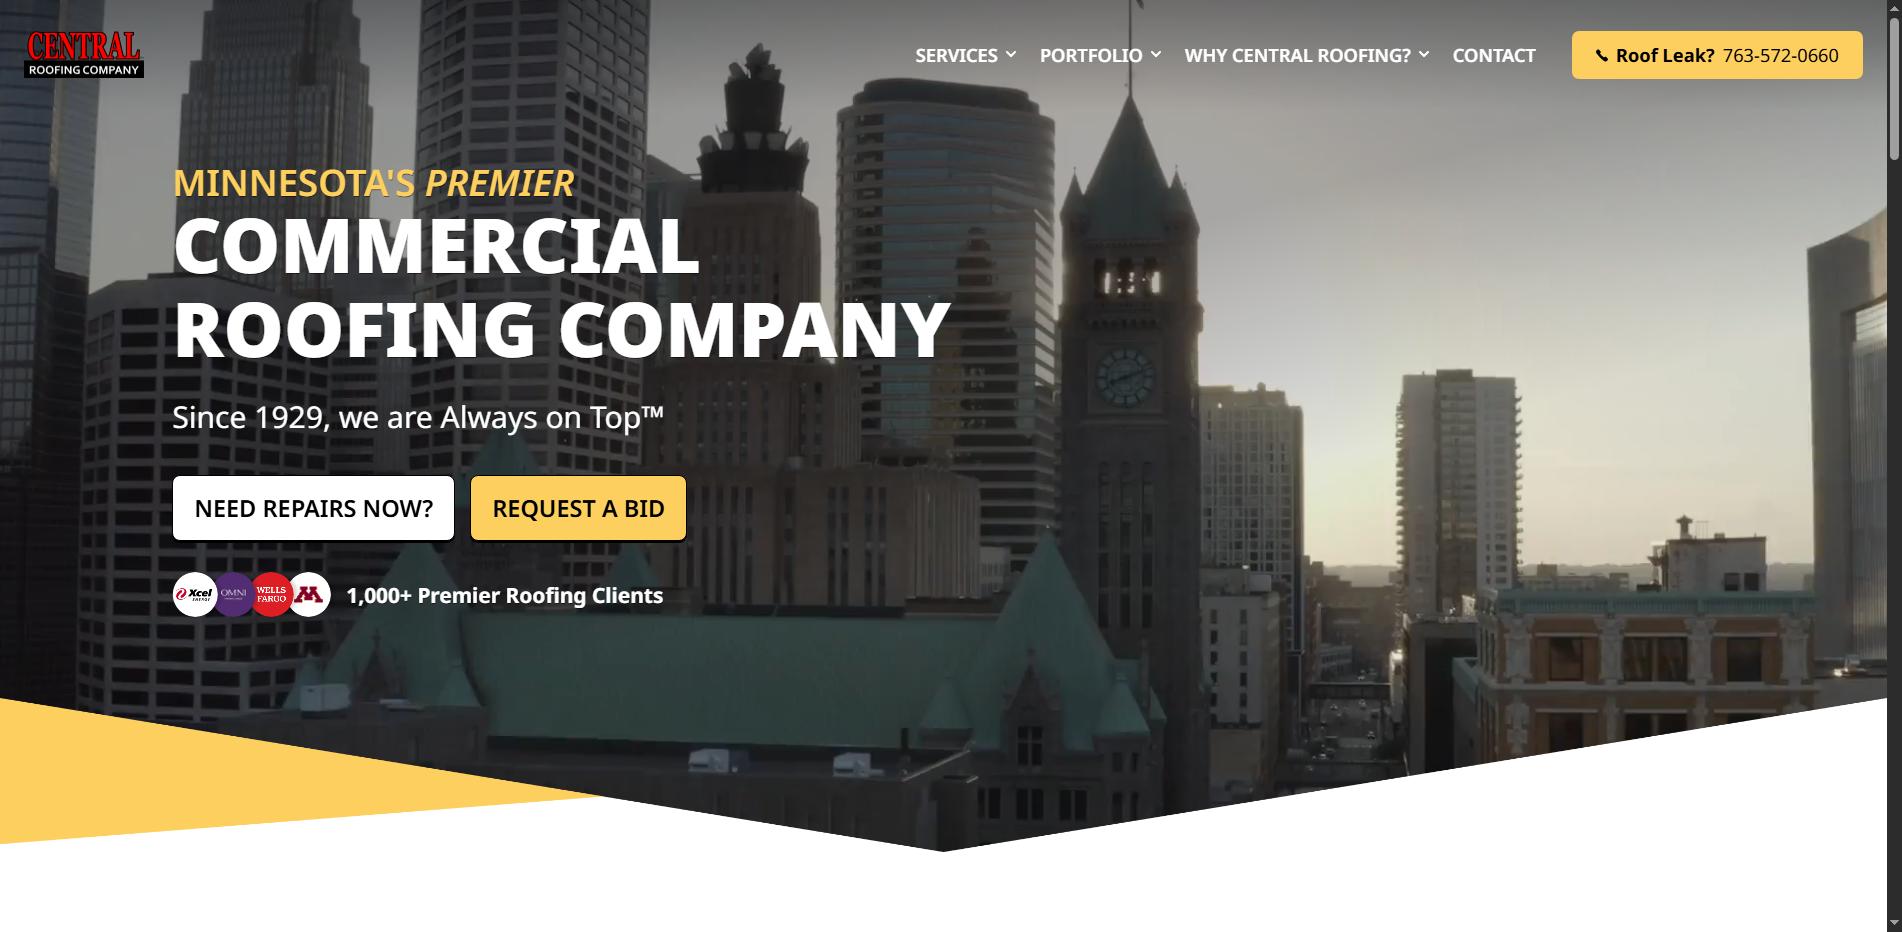 CENTRAL
ROOFING COMPANY
SERVICES
PORTFOLIO
WHY CENTRAL ROOFING?
CONTACT
Roof Leak? 763-572-0660
MINNESOTA'S PREMIER
COMMERCIAL
ROOFING COMPANY
Since 1929, we are Always on Top™
NEED REPAIRS NOW?
REQUEST A BID
Xcel ENERGY
OMNI
WELLS
FARGO
M
1,000+ Premier Roofing Clients